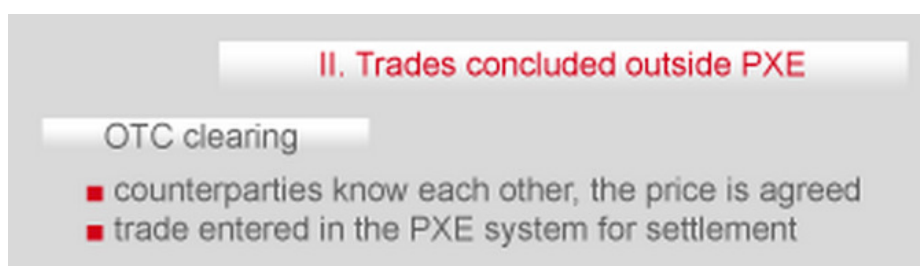 II. Trades concluded outside PXE
OTC clearing
counterparties know each other, the price is agreed
trade entered in the PXE system for settlement